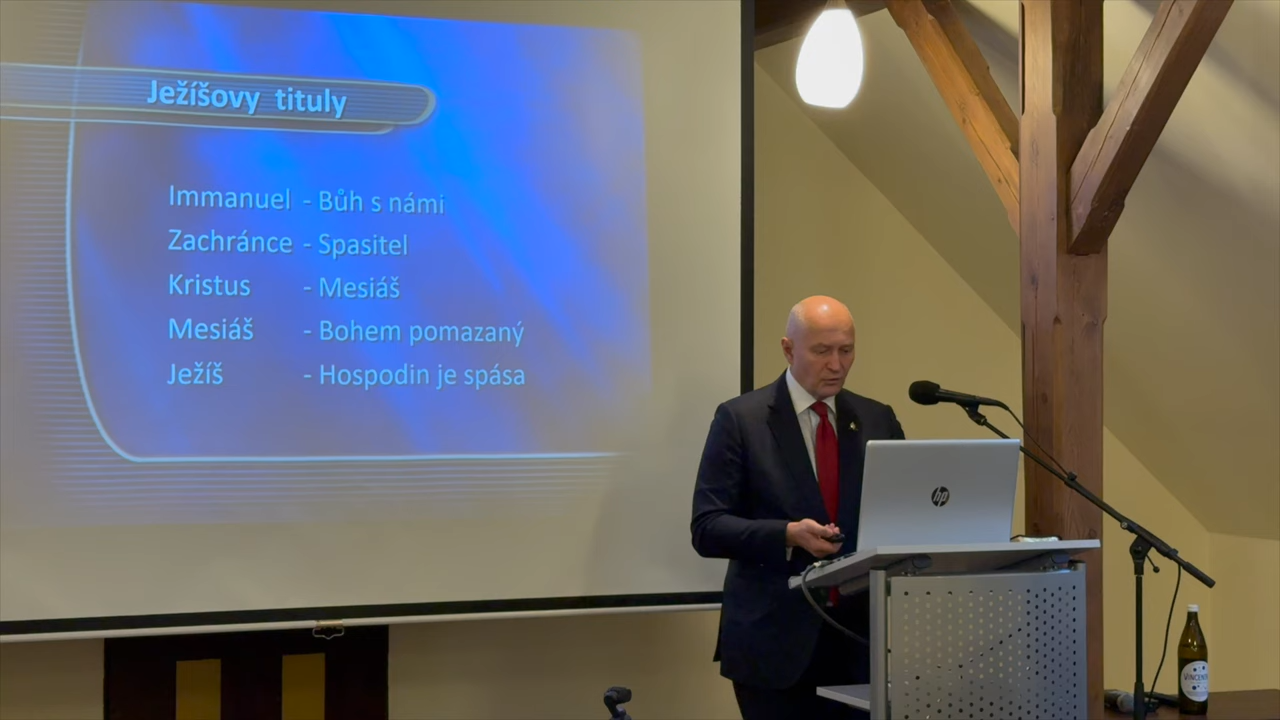 Ježíšovy tituly
Immanuel - Bůh s námi
Zachránce - Spasitel
Kristus - Mesiáš
Mesiáš - Bohem pomazaný
Ježíš - Hospodin je spása
hp